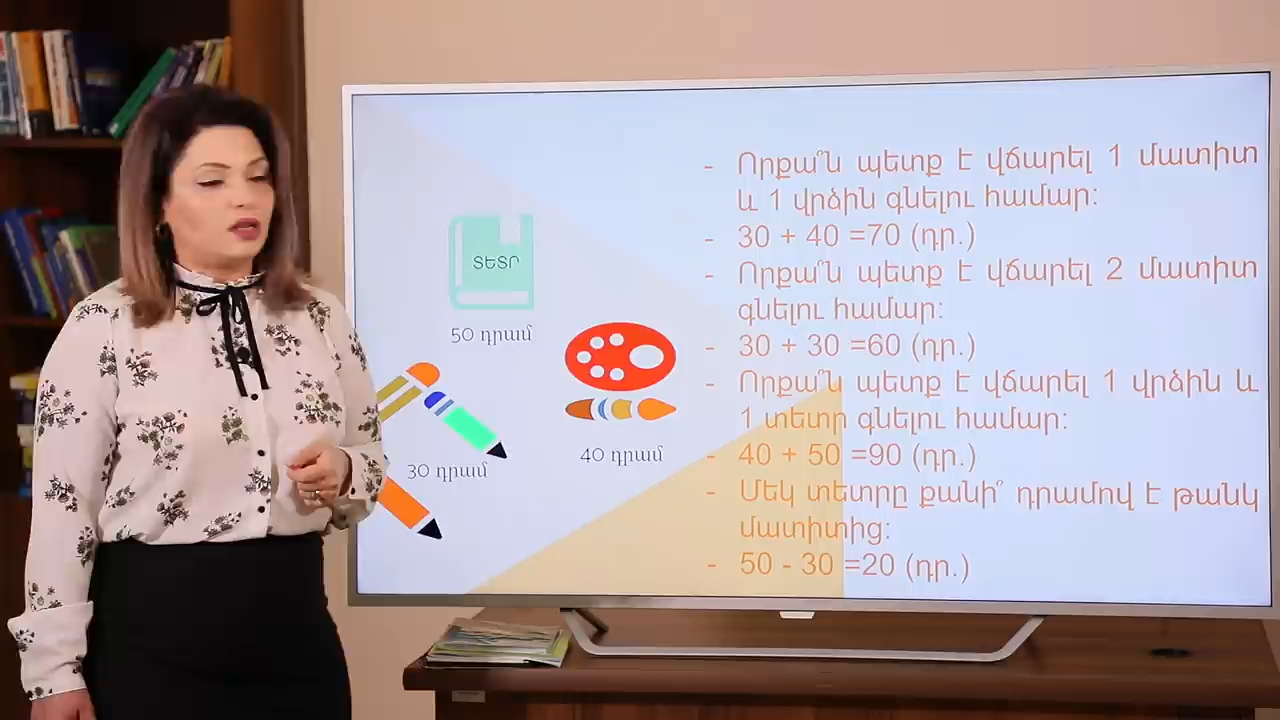 ՏԵՏՐ
50 դրամ
30 դրամ
40 դրամ
- Որքա՞ն պետք է վճարել 1 մատիտ
և 1 վրձին գնելու համար:
- 30 + 40 =70 (դր.)
- Որքա՞ն պետք է վճարել 2 մատիտ
գնելու համար:
- 30 + 30 =60 (դր.)
- Որքա՞ն պետք է վճարել 1 վրձին և
1 տետր գնելու համար:
- 40 + 50 =90 (դր.)
- Մեկ տետրը քանի՞ դրամով է թանկ
մատիտից:
- 50 - 30 =20 (դր.)